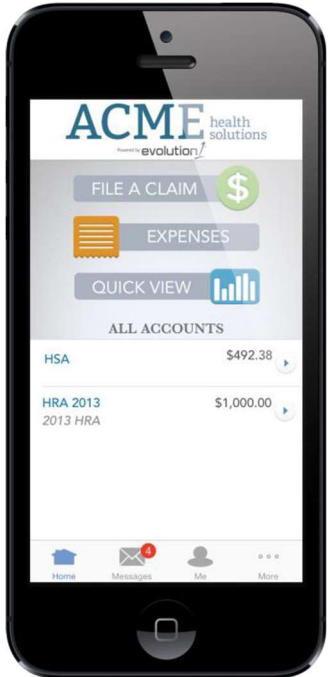 ACME health
solutions
Powered by evolution1
FILE A CLAIM $
EXPENSES
QUICK VIEW
ALL ACCOUNTS
HSA $492.38
HRA 2013 $1,000.00
2013 HRA
4
Home Messages Me More